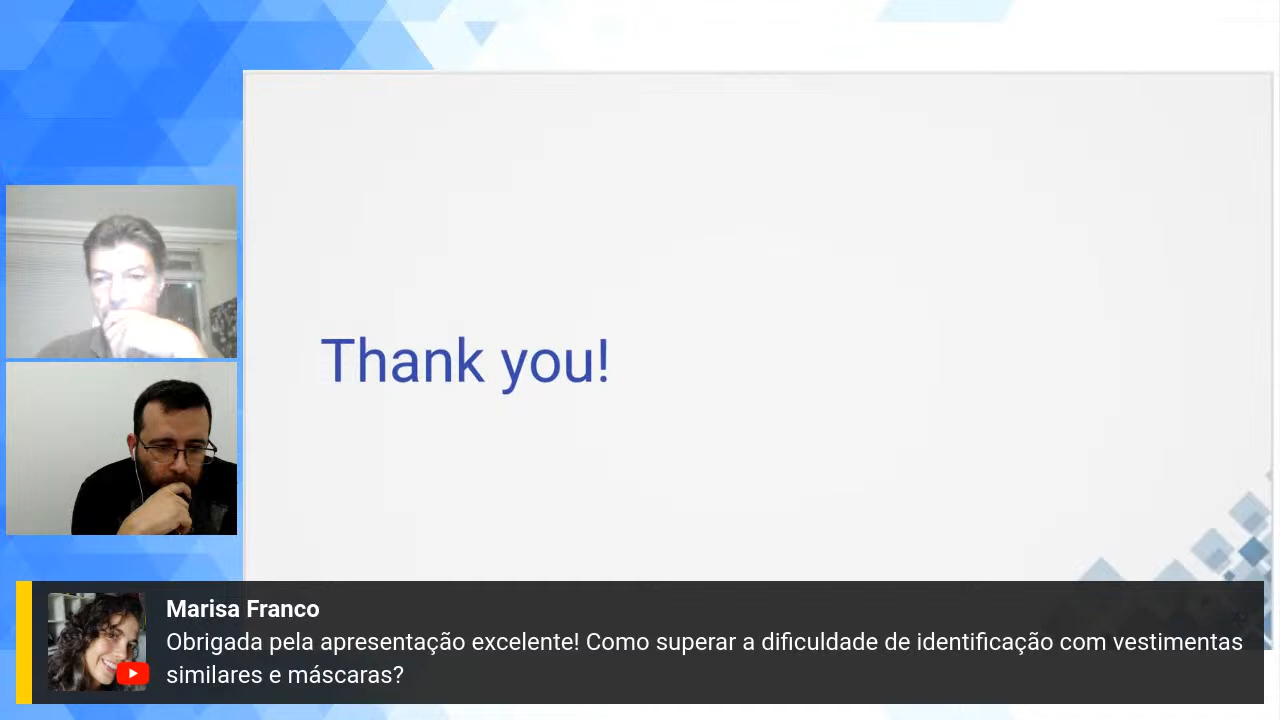 Thank you!
Marisa Franco
Obrigada pela apresentação excelente! Como superar a dificuldade de identificação com vestimentas
similares e máscaras?